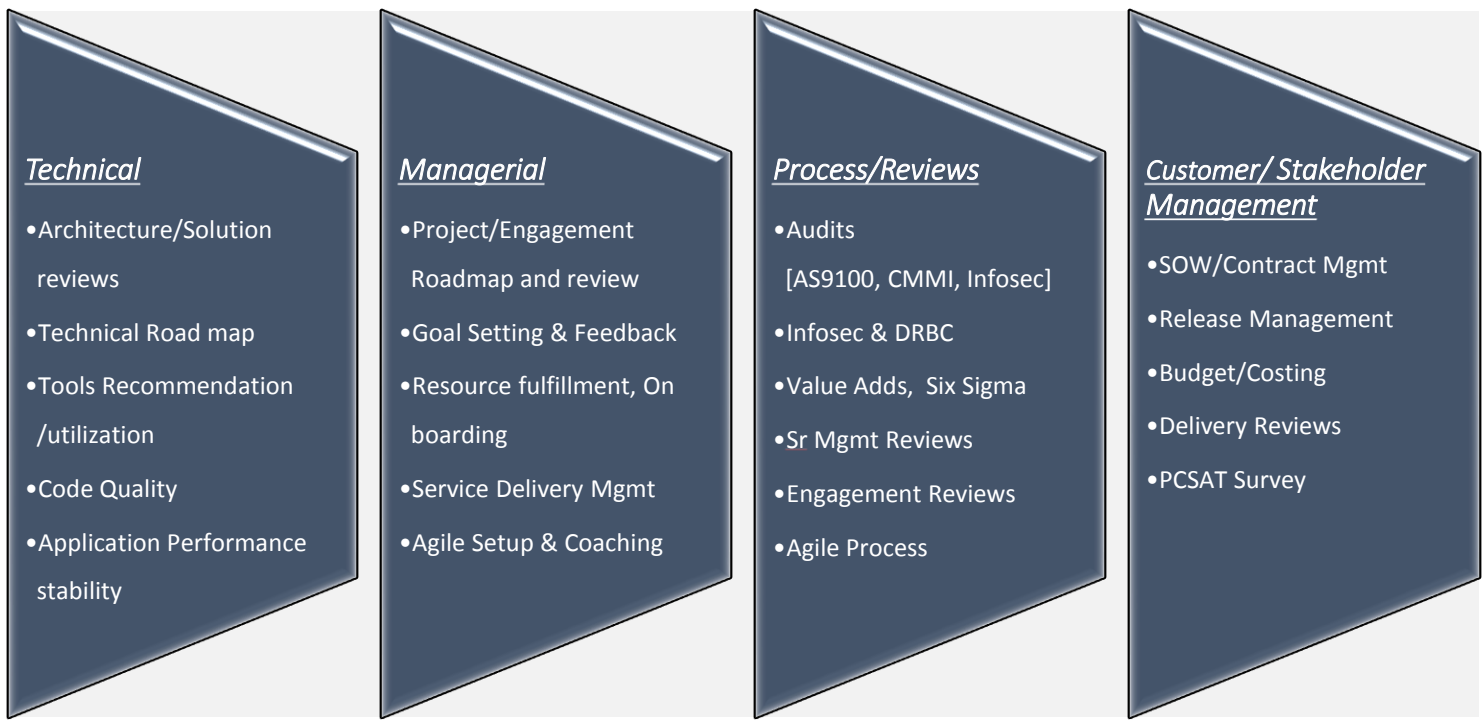 Technical
•Architecture/Solution
reviews
•Technical Road map
•Tools Recommendation
/utilization
•Code Quality
•Application Performance
stability
Managerial
•Project/Engagement
Roadmap and review
•Goal Setting & Feedback
•Resource fulfillment, On
boarding
•Service Delivery Mgmt
•Agile Setup & Coaching
Process/Reviews
•Audits
[AS9100, CMMI, Infosec]
•Infosec & DRBC
•Value Adds,  Six Sigma
•Sr Mgmt Reviews
•Engagement Reviews
•Agile Process
Customer/ Stakeholder
Management
•SOW/Contract Mgmt
•Release Management
•Budget/Costing
•Delivery Reviews
•PCSAT Survey